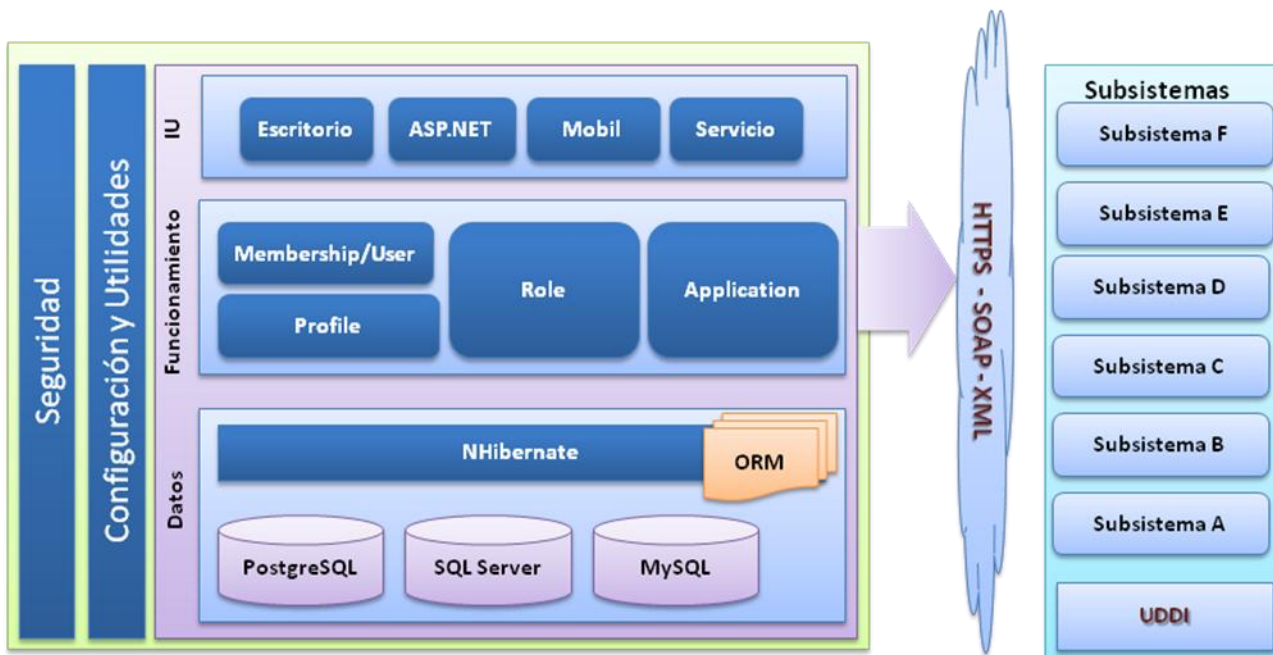 Seguridad
Configuración y Utilidades
IU
Escritorio
ASP.NET
Mobil
Servicio
Funcionamiento
Membership/User
Profile
Role
Application
Datos
NHibernate
ORM
PostgreSQL
SQL Server
MySQL
HTTPS - SOAP - XML
Subsistemas
Subsistema F
Subsistema E
Subsistema D
Subsistema C
Subsistema B
Subsistema A
UDDI